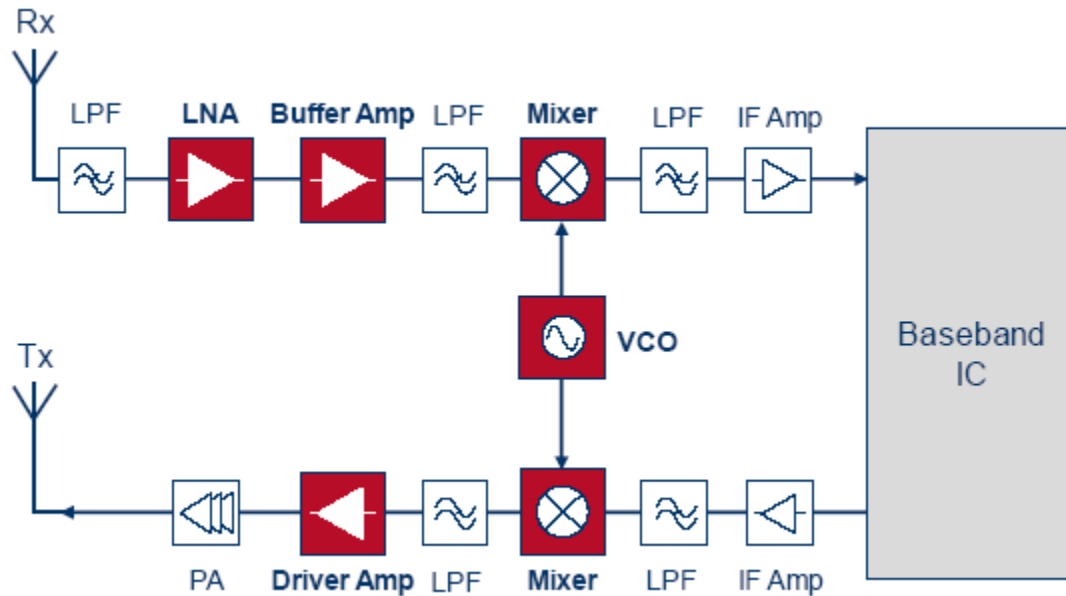 Rx
LPF
LNA
Buffer Amp
LPF
Mixer
LPF
IF Amp
VCO
Baseband
IC
Tx
PA
Driver Amp
LPF
Mixer
LPF
IF Amp